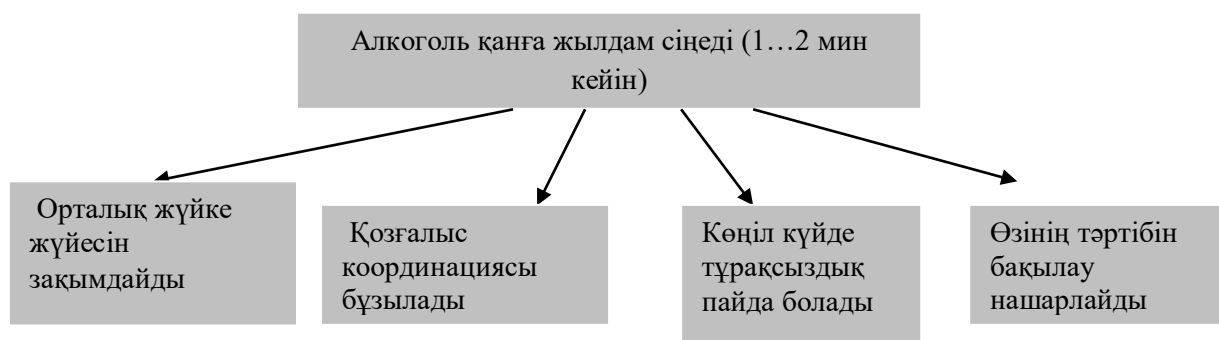 Алкоголь қанға жылдам сіңеді (1…2 мин
кейін)
Орталық жүйке
жүйесін
зақымдайды
Қозғалыс
координациясы
бұзылады
Көңіл күйде
тұрақсыздық
пайда болады
Өзінің тәртібін
бақылау
нашарлайды